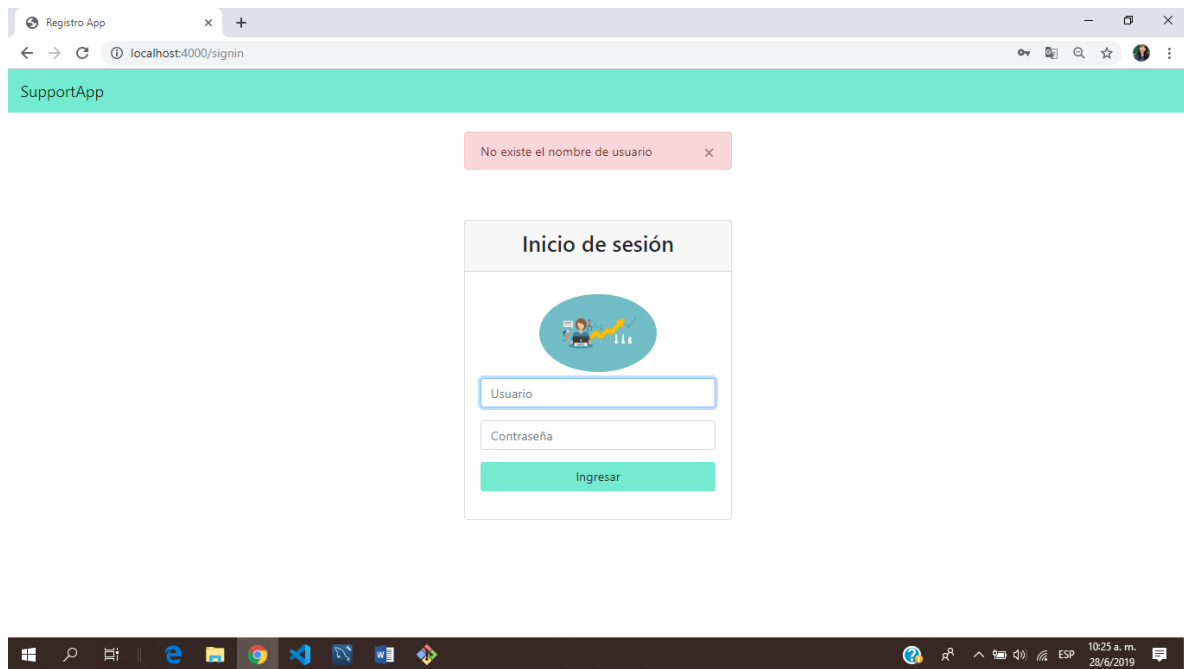 Registro App
localhost:4000/signin
SupportApp
No existe el nombre de usuario ×
Inicio de sesión
Usuario
Contraseña
Ingresar
ESP
10:25 a. m.
28/6/2019